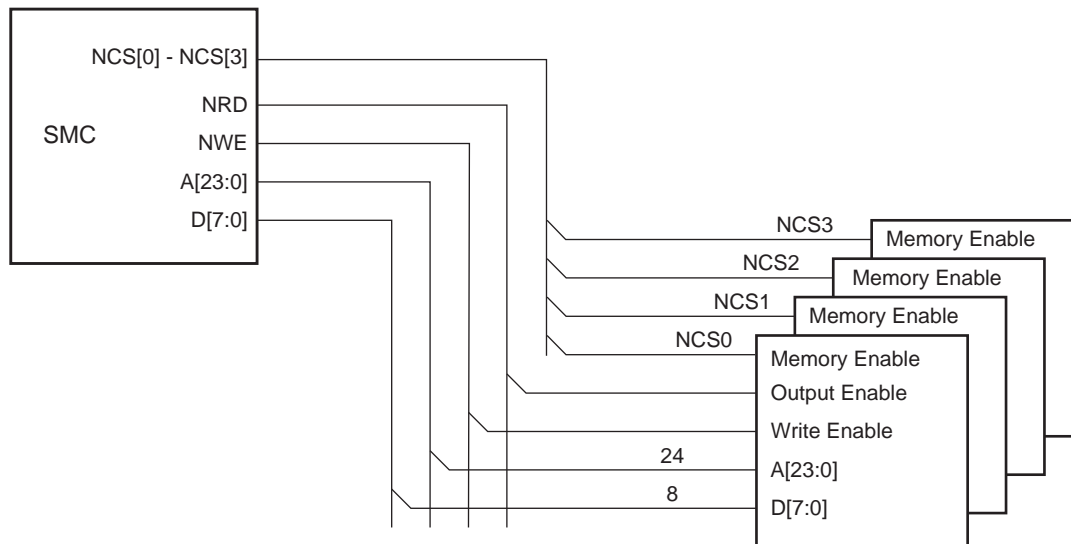 NCS[0] - NCS[3]
NRD
SMC
NWE
A[23:0]
D[7:0]
NCS3
Memory Enable
NCS2
Memory Enable
NCS1
Memory Enable
NCS0
Memory Enable
Output Enable
Write Enable
24
A[23:0]
8
D[7:0]